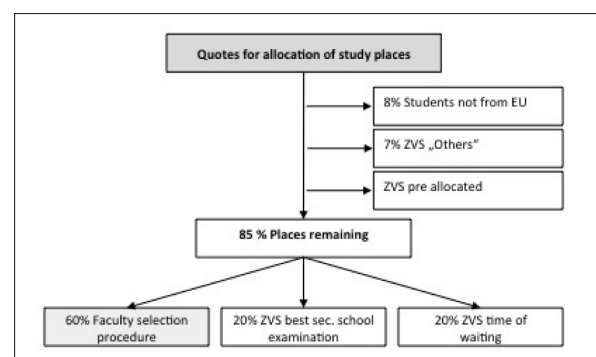 Quotes for allocation of study places
8% Students not from EU
7% ZVS „Others“
ZVS pre allocated
85 % Places remaining
60% Faculty selection
procedure
20% ZVS best sec. school
examination
20% ZVS time of
waiting